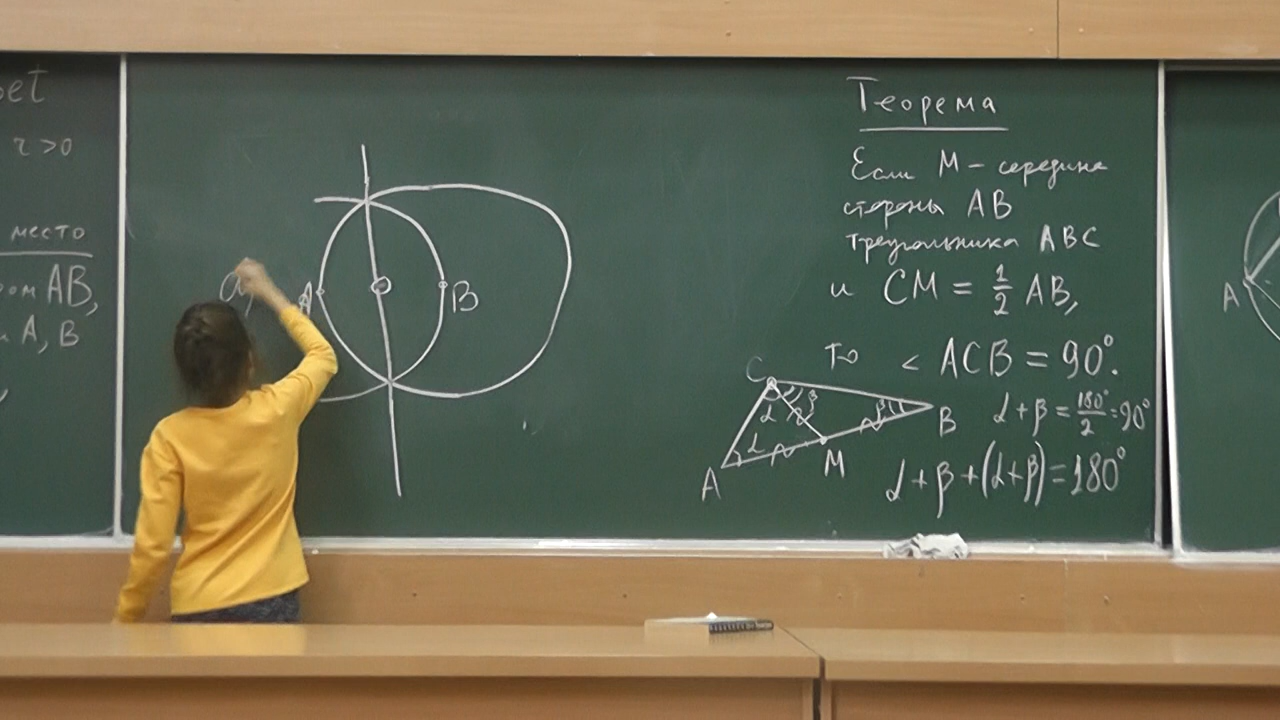 r > 0
место
AB,
A, B
a)
A
B
Теорема
Если M – середина
стороны AB
треугольника ABC
и CM = 1/2 AB,
то < ACB = 90°.
C
α β
α β B
A M
α + β = 180°/2 = 90°
α + β + (α + β) = 180°
A